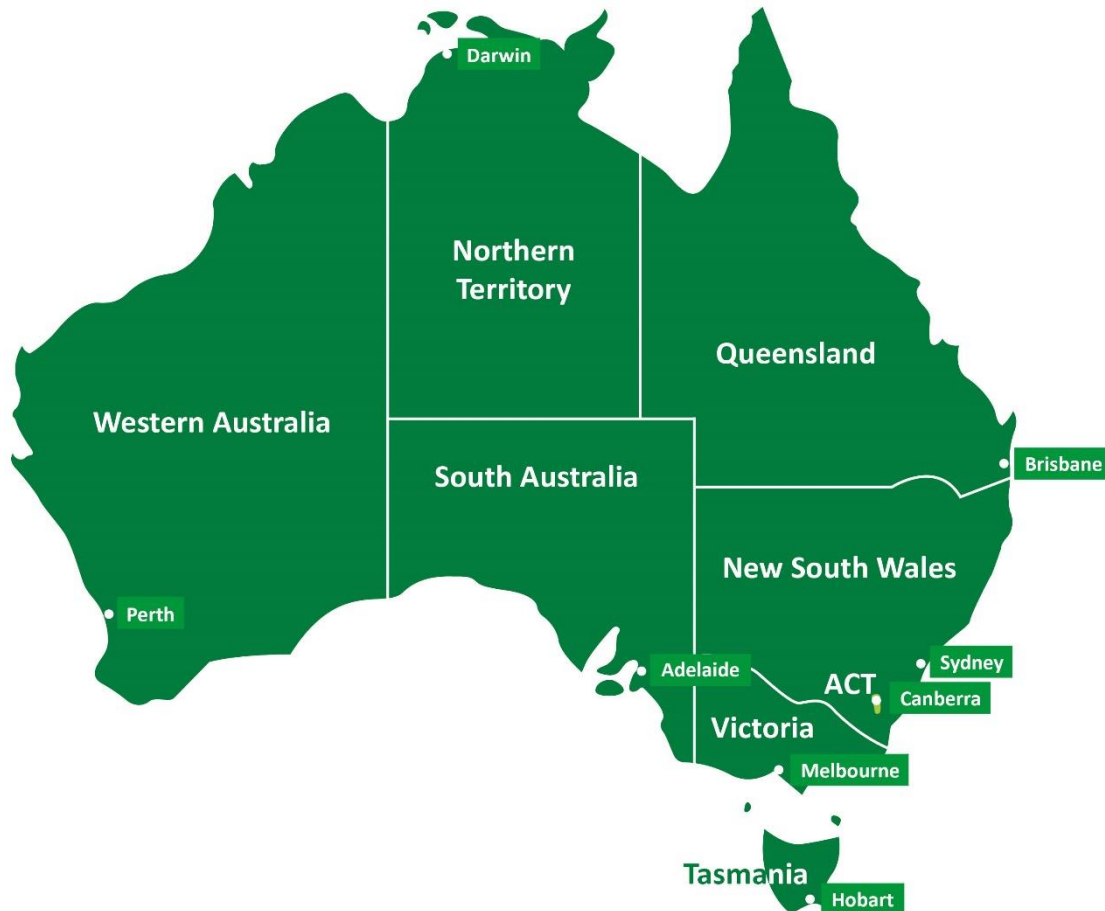 Darwin
Northern
Territory
Queensland
Western Australia
South Australia
Brisbane
New South Wales
Perth
Adelaide
Sydney
ACT
Canberra
Victoria
Melbourne
Tasmania
Hobart